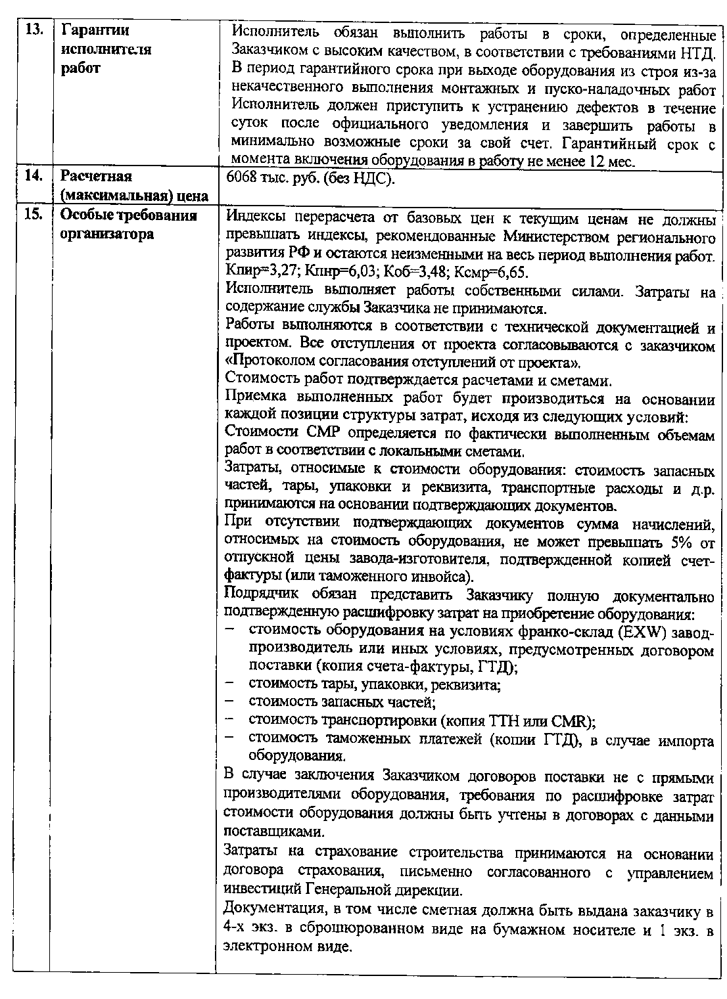 13. Гарантии исполнителя работ
Исполнитель обязан выполнить работы в сроки, определенные
Заказчиком с высоким качеством, в соответствии с требованиями НТД.
В период гарантийного срока при выходе оборудования из строя из-за
некачественного выполнения монтажных и пуско-наладочных работ
Исполнитель должен приступить к устранению дефектов в течение
суток после официального уведомления и завершить работы в
минимально возможные сроки за свой счет. Гарантийный срок с
момента включения оборудования в работу не менее 12 мес.
14. Расчетная (максимальная) цена
6068 тыс. руб. (без НДС).
15. Особые требования организатора
Индексы перерасчета от базовых цен к текущим ценам не должны
превышать индексы, рекомендованные Министерством регионального
развития РФ и остаются неизменными на весь период выполнения работ.
Кпир=3,27; Кпнр=6,03; Коб=3,48; Ксмр=6,65.
Исполнитель выполняет работы собственными силами. Затраты на
содержание службы Заказчика не принимаются.
Работы выполняются в соответствии с технической документацией и
проектом. Все отступления от проекта согласовываются с заказчиком
«Протоколом согласования отступлений от проекта».
Стоимость работ подтверждается расчетами и сметами.
Приемка выполненных работ будет производиться на основании
каждой позиции структуры затрат, исходя из следующих условий:
Стоимости СМР определяется по фактически выполненным объемам
работ в соответствии с локальными сметами.
Затраты, относимые к стоимости оборудования: стоимость запасных
частей, тары, упаковки и реквизита, транспортные расходы и д.р.
принимаются на основании подтверждающих документов.
При отсутствии подтверждающих документов сумма начислений,
относимых на стоимость оборудования, не может превышать 5% от
отпускной цены завода-изготовителя, подтвержденной копией счет-
фактуры (или таможенного инвойса).
Подрядчик обязан представить Заказчику полную документально
подтвержденную расшифровку затрат на приобретение оборудования:
– стоимость оборудования на условиях франко-склад (EXW) завод-
производитель или иных условиях, предусмотренных договором
поставки (копия счета-фактуры, ГТД);
– стоимость тары, упаковки, реквизита;
– стоимость запасных частей;
– стоимость транспортировки (копия ТТН или CMR);
– стоимость таможенных платежей (копии ГТД), в случае импорта
оборудования.
В случае заключения Заказчиком договоров поставки не с прямыми
производителями оборудования, требования по расшифровке затрат
стоимости оборудования должны быть учтены в договорах с данными
поставщиками.
Затраты на страхование строительства принимаются на основании
договора страхования, письменно согласованного с управлением
инвестиций Генеральной дирекции.
Документация, в том числе сметная должна быть выдана заказчику в
4-х экз. в сброшюрованном виде на бумажном носителе и 1 экз. в
электронном виде.